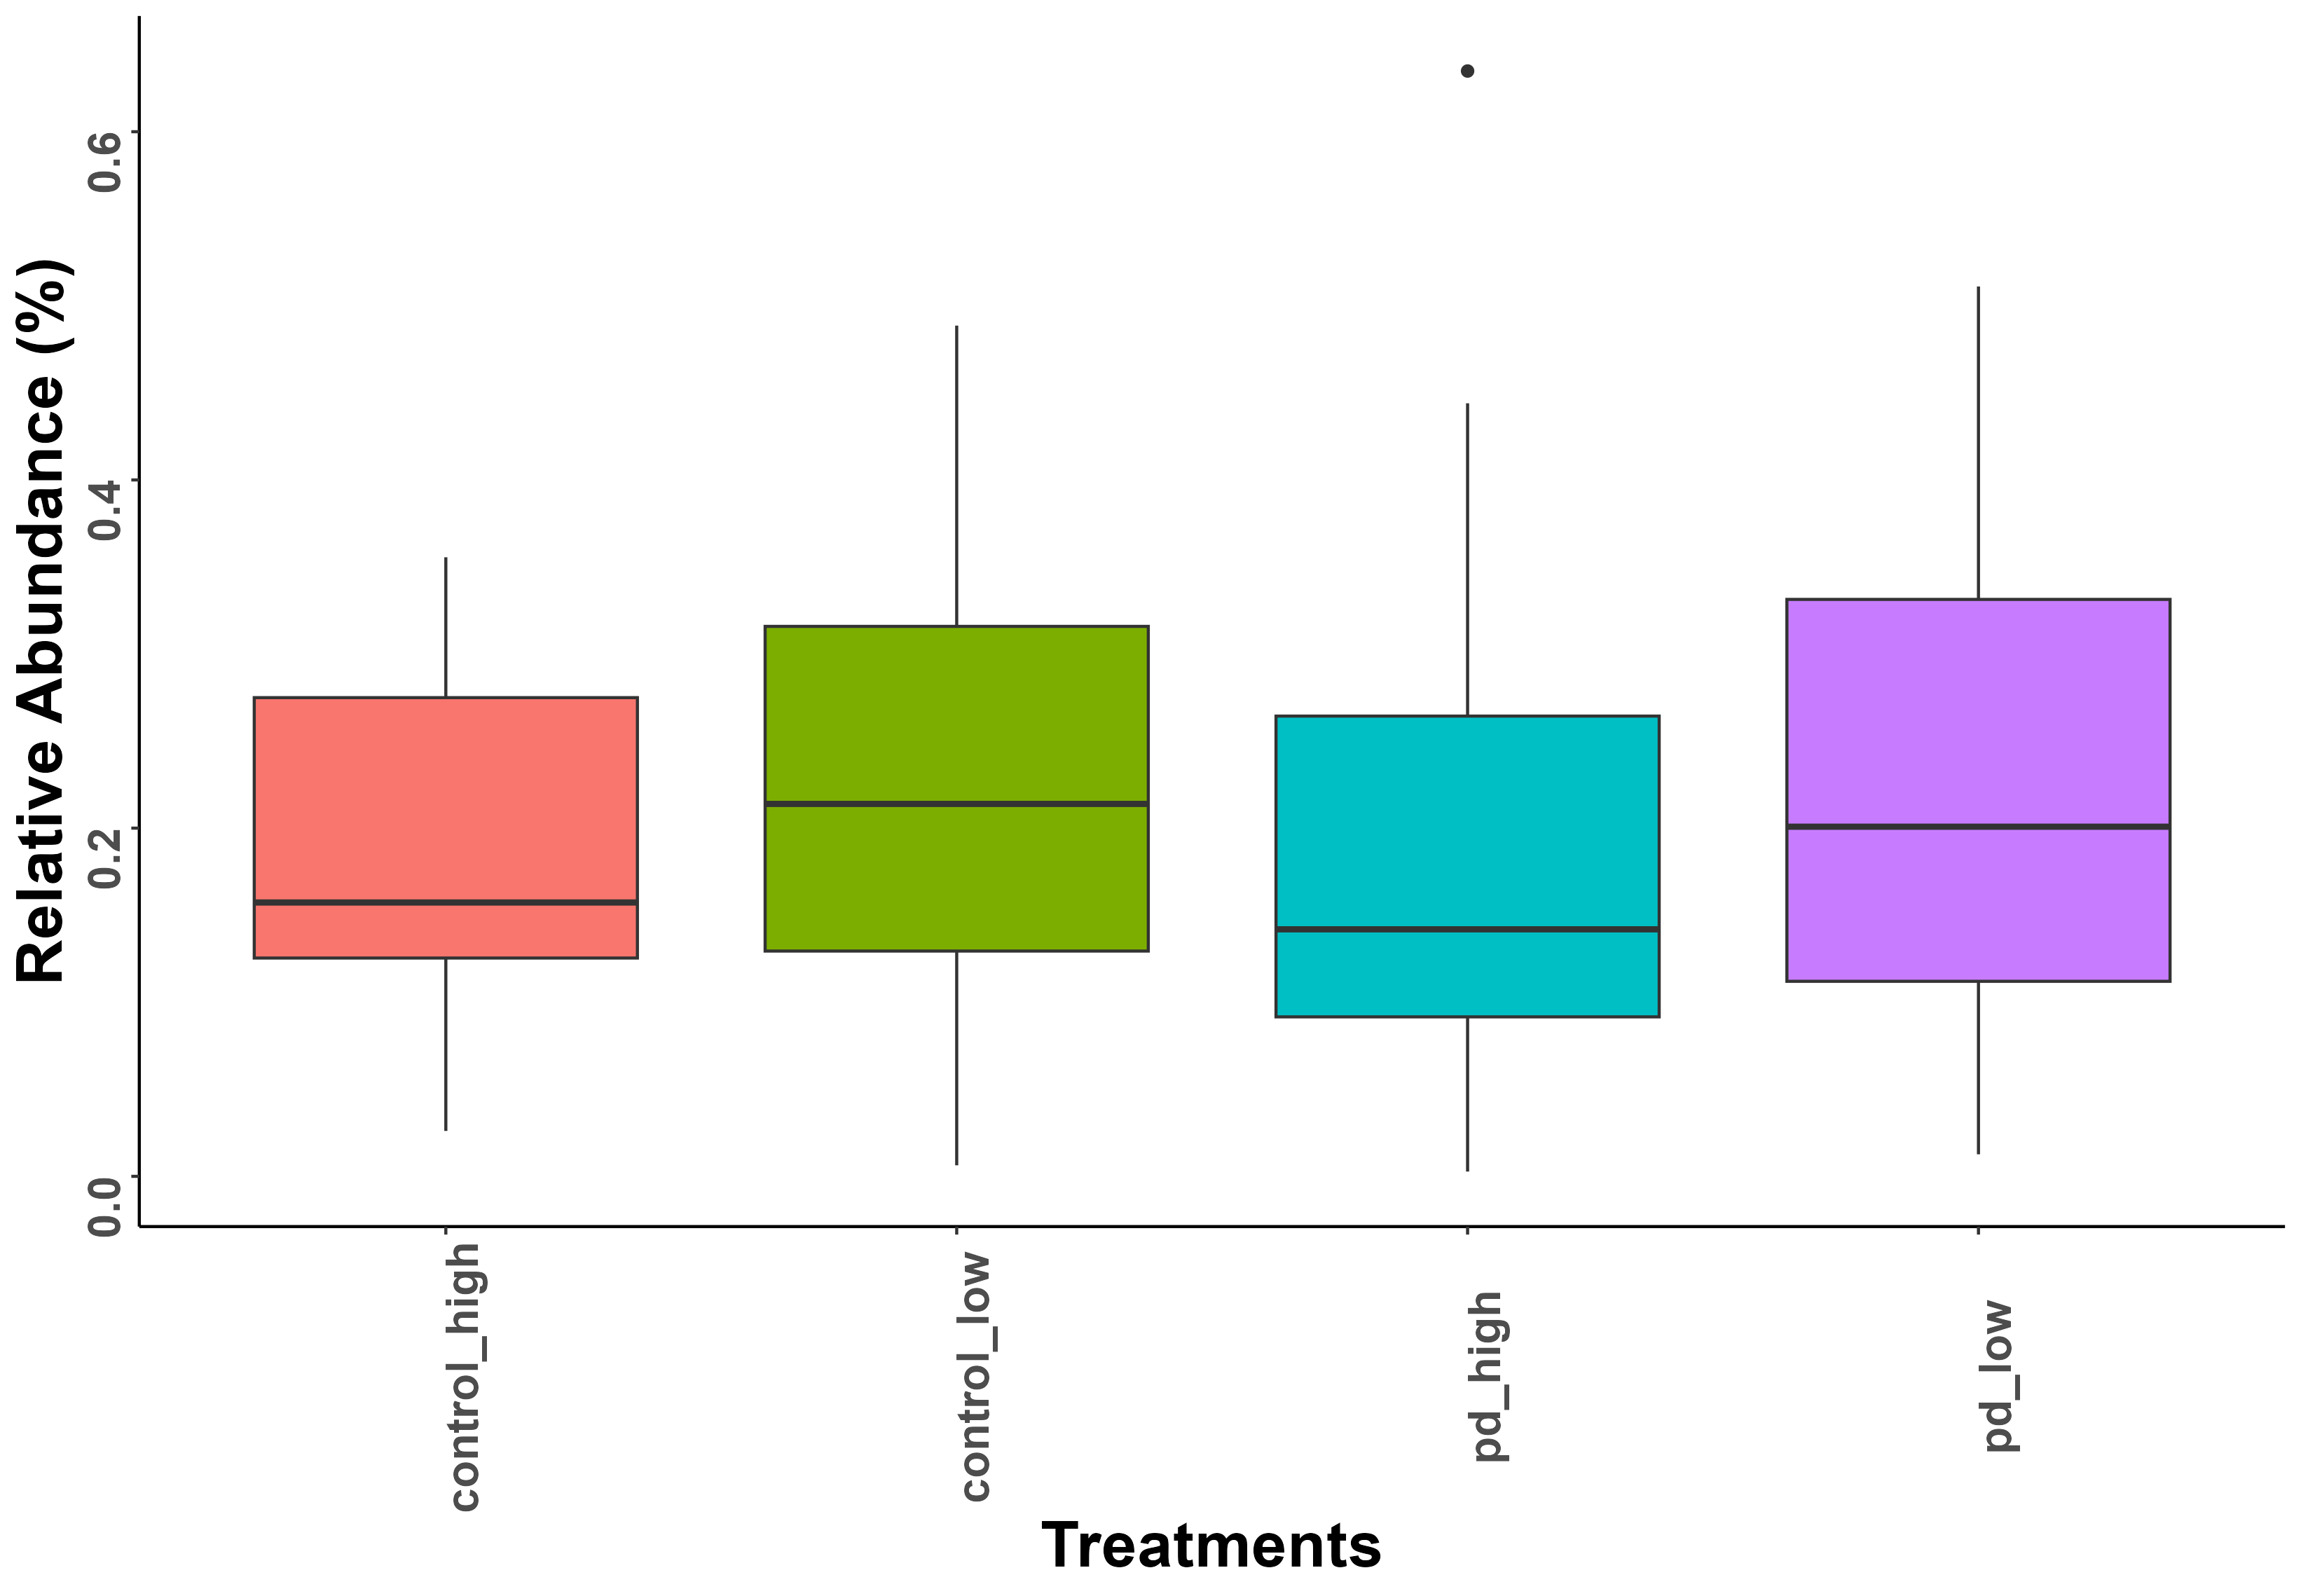 Relative Abundance (%)
0.6
0.4
0.2
0.0
control_high
control_low
pd_high
pd_low
Treatments